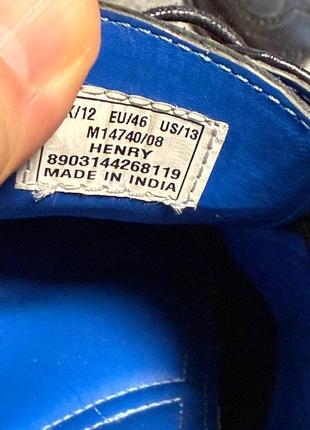 K/12 EU/46 US/13
M14740/08
HENRY
8903144268119
MADE IN INDIA